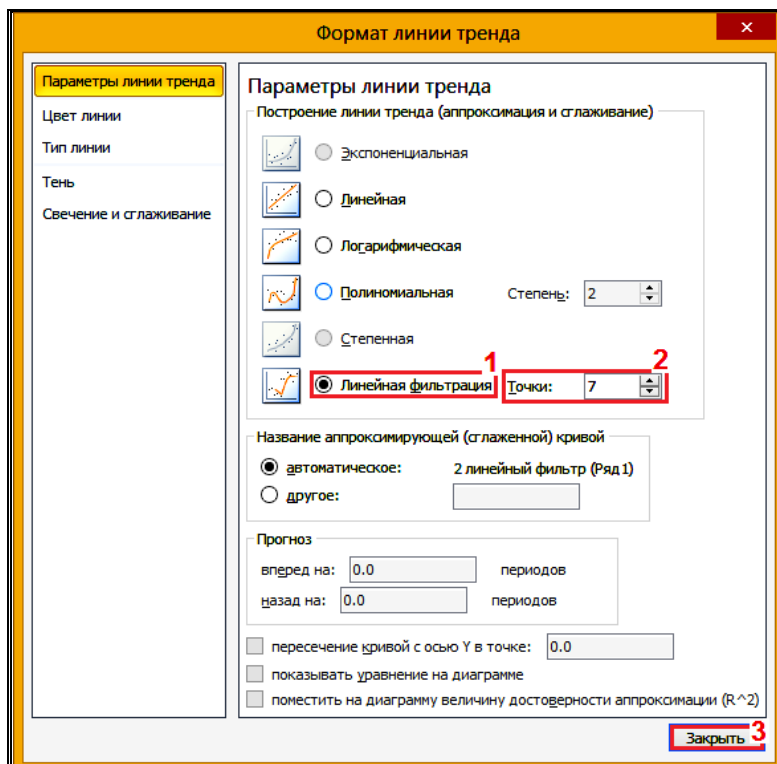 Формат линии тренда
×
Параметры линии тренда
Цвет линии
Тип линии
Тень
Свечение и сглаживание
Параметры линии тренда
Построение линии тренда (аппроксимация и сглаживание)
Экспоненциальная
Линейная
Логарифмическая
Полиномиальная Степень: 2
Степенная
1 2
Линейная фильтрация Точки: 7
Название аппроксимирующей (сглаженной) кривой
автоматическое: 2 линейный фильтр (Ряд1)
другое:
Прогноз
вперед на: 0.0 периодов
назад на: 0.0 периодов
пересечение кривой с осью Y в точке: 0.0
показывать уравнение на диаграмме
поместить на диаграмму величину достоверности аппроксимации (R^2)
Закрыть 3